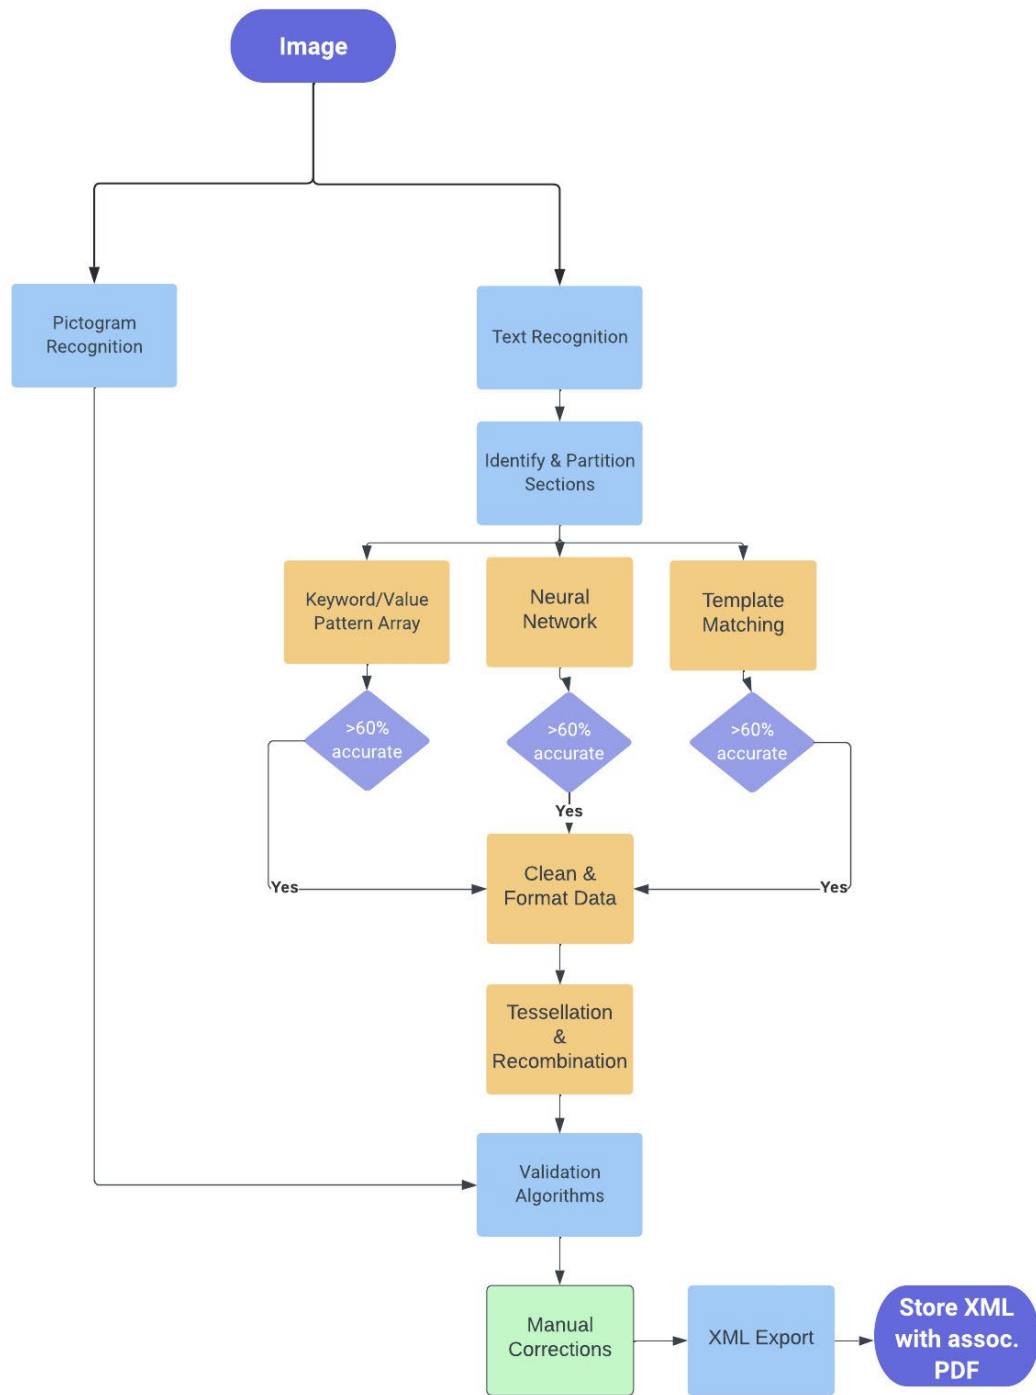 Image
Pictogram
Recognition
Text Recognition
Identify & Partition
Sections
Keyword/Value
Pattern Array
Neural
Network
Template
Matching
>60%
accurate
>60%
accurate
>60%
accurate
Yes
Yes
Yes
Clean &
Format Data
Tessellation
&
Recombination
Validation
Algorithms
Manual
Corrections
XML Export
Store XML
with assoc.
PDF